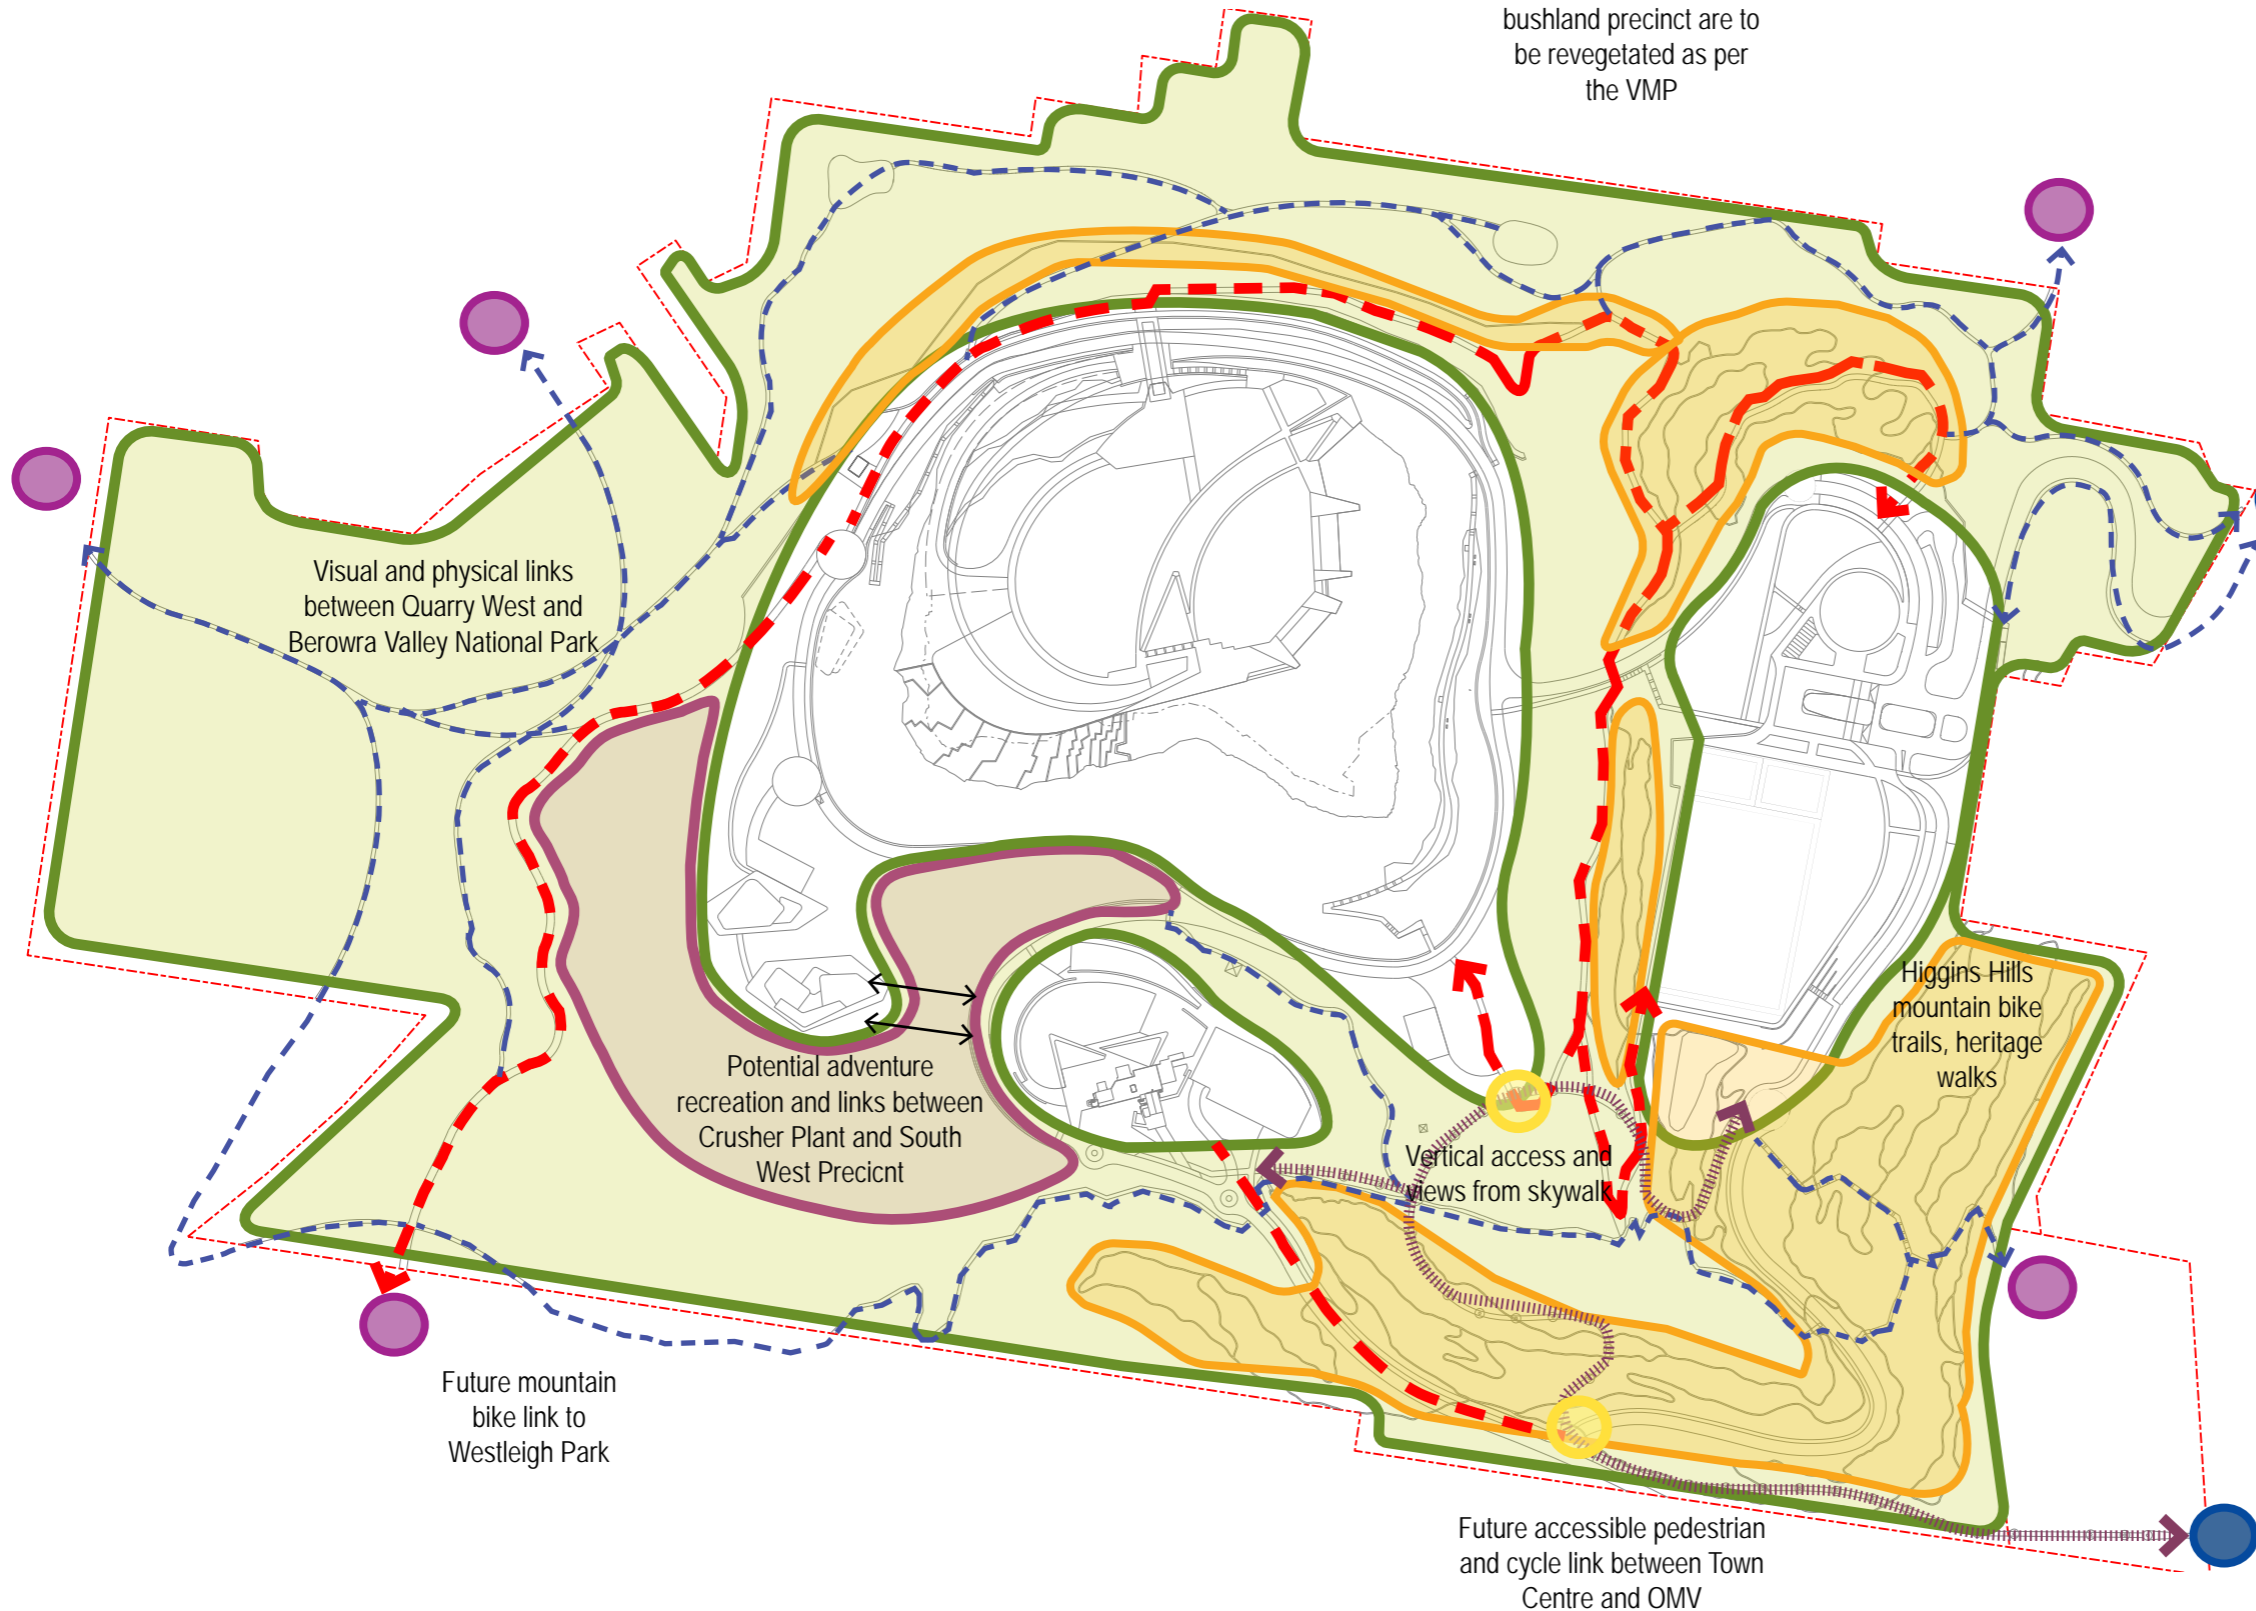 bushland precinct are to
be revegetated as per
the VMP
Visual and physical links
between Quarry West and
Berowra Valley National Park
Higgins Hills
mountain bike
trails, heritage
walks
Potential adventure
recreation and links between
Crusher Plant and South
West Precicnt
Vertical access and
views from skywalk
Future mountain
bike link to
Westleigh Park
Future accessible pedestrian
and cycle link between Town
Centre and OMV